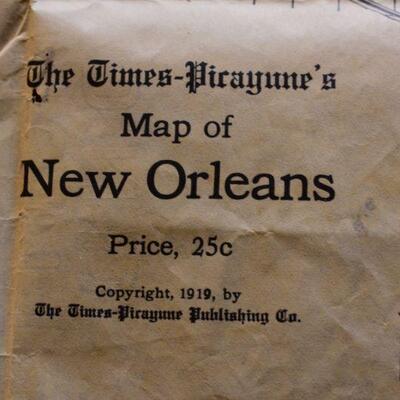 The Times-Picayune's
Map of
New Orleans
Price, 25c
Copyright, 1919, by
The Times-Picayune Publishing Co.